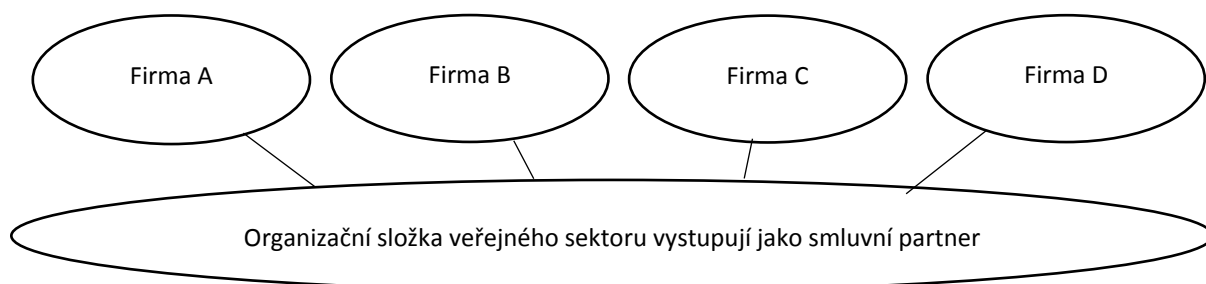 Firma A
Firma B
Firma C
Firma D
Organizační složka veřejného sektoru vystupují jako smluvní partner